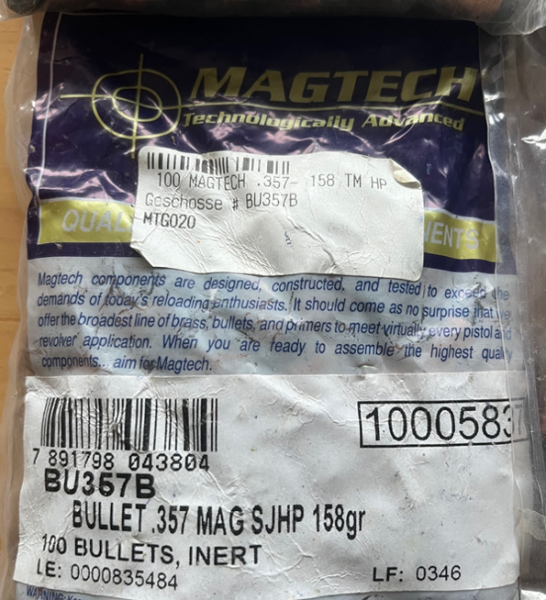 MAGTECH
Technologically Advanced
100 MAGTECH .357- 158 TM HP
Geschosse # BU357B
MTG020
QUAL ENTS
Magtech components are designed, constructed, and tested to exceed the
demands of today's reloading enthusiasts. It should come as no surprise that we
offer the broadest line of brass, bullets, and primers to meet virtually every pistol and
revolver application. When you are ready to assemble the highest quality
components... aim for Magtech.
1000583
7 891798 043804
BU357B
BULLET .357 MAG SJHP 158gr
100 BULLETS, INERT
LE: 0000835484 LF: 0346
WARNING: